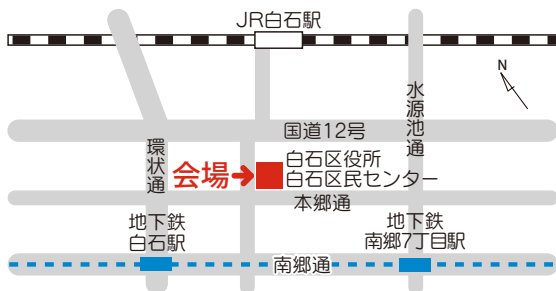 JR白石駅
N
水源池通
国道12号
環状通
会場
白石区役所
白石区民センター
本郷通
地下鉄
白石駅
地下鉄
南郷7丁目駅
南郷通